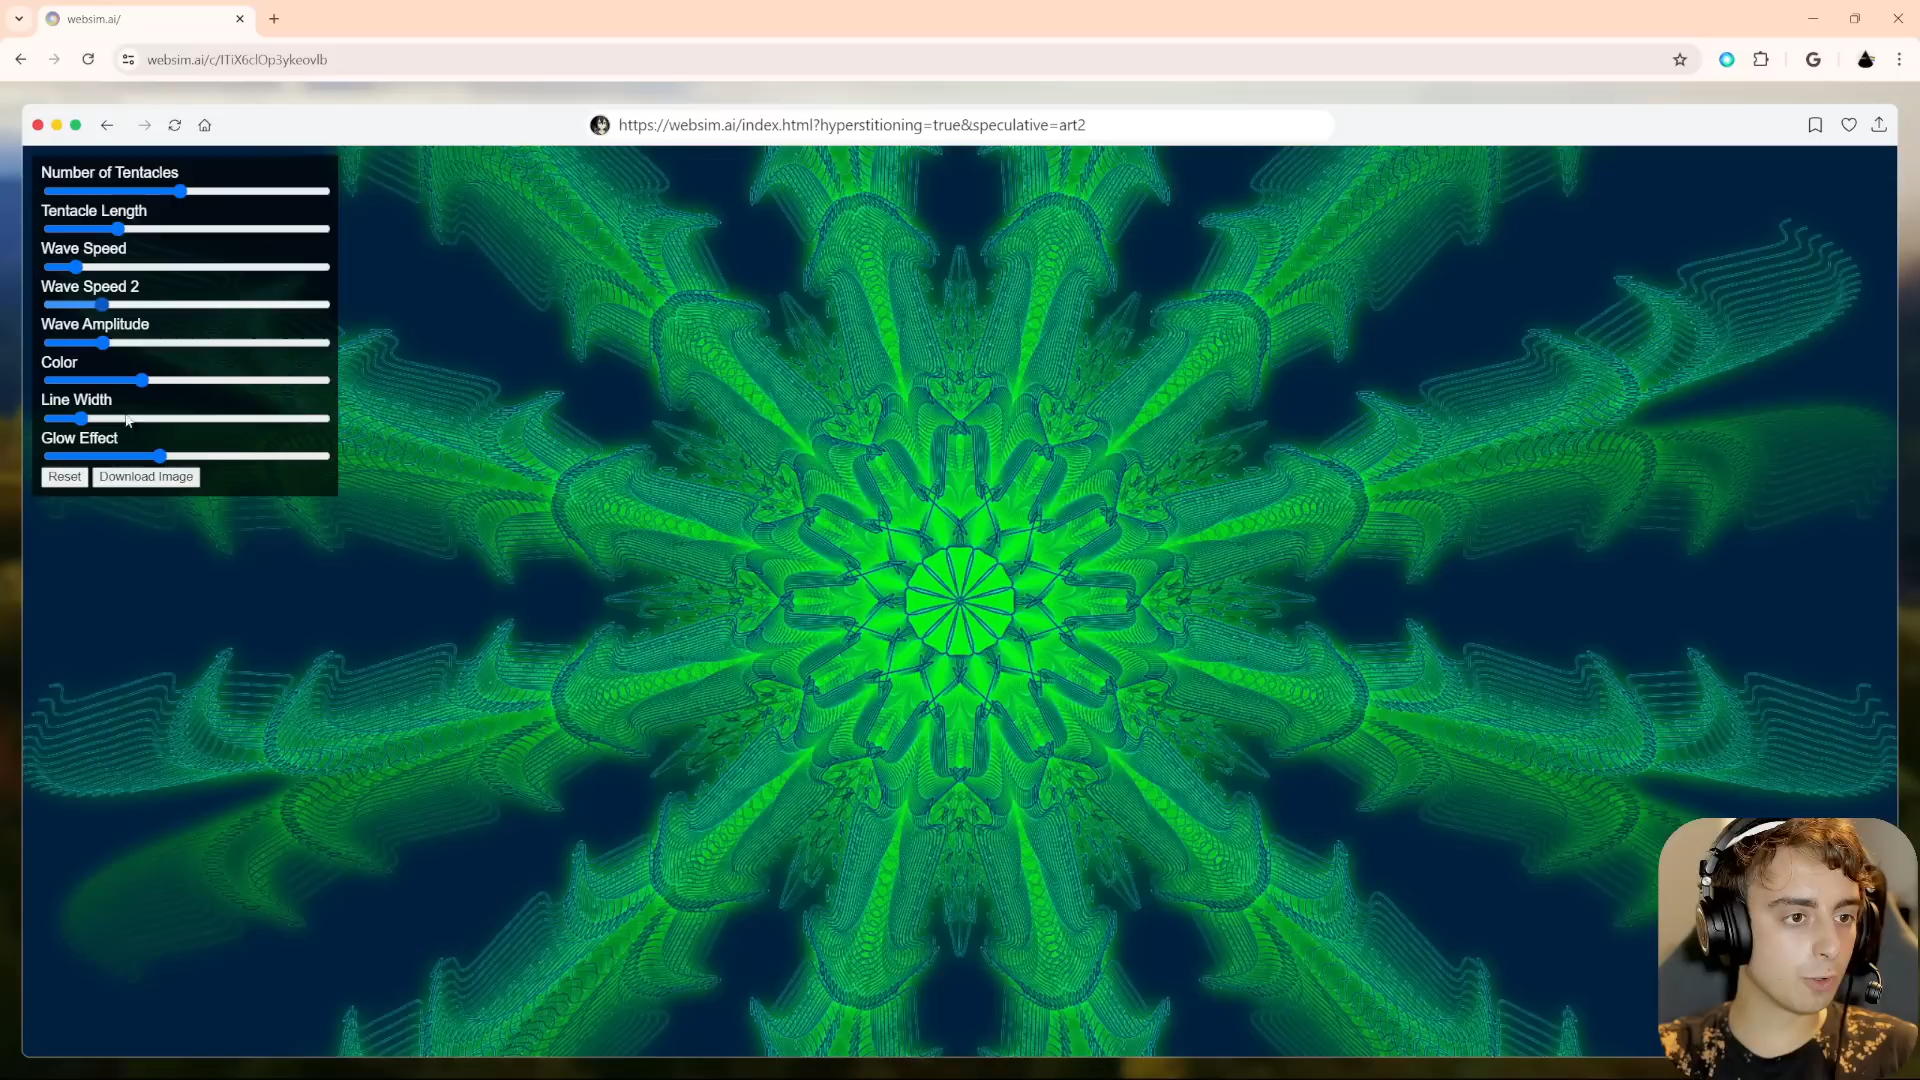 websim.ai/
websim.ai/c/ITiX6clOp3ykeovlb
https://websim.ai/index.html?hyperstitioning=true&speculative=art2
Number of Tentacles
Tentacle Length
Wave Speed
Wave Speed 2
Wave Amplitude
Color
Line Width
Glow Effect
Reset Download Image